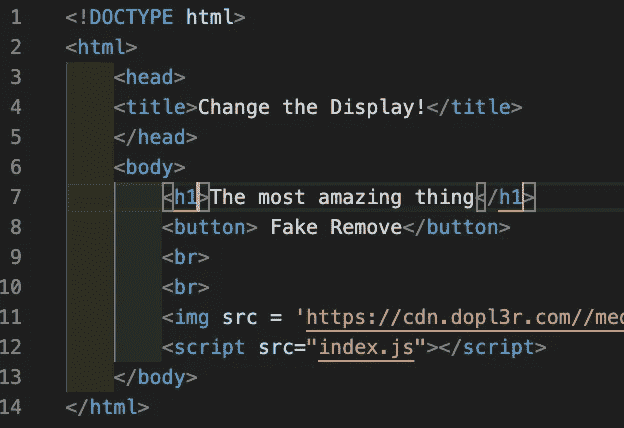 1 <!DOCTYPE html>
2 <html>
3 <head>
4 <title>Change the Display!</title>
5 </head>
6 <body>
7 <h1>The most amazing thing</h1>
8 <button> Fake Remove</button>
9 <br>
10 <br>
11 <img src = 'https://cdn.dopl3r.com//med
12 <script src="index.js"></script>
13 </body>
14 </html>